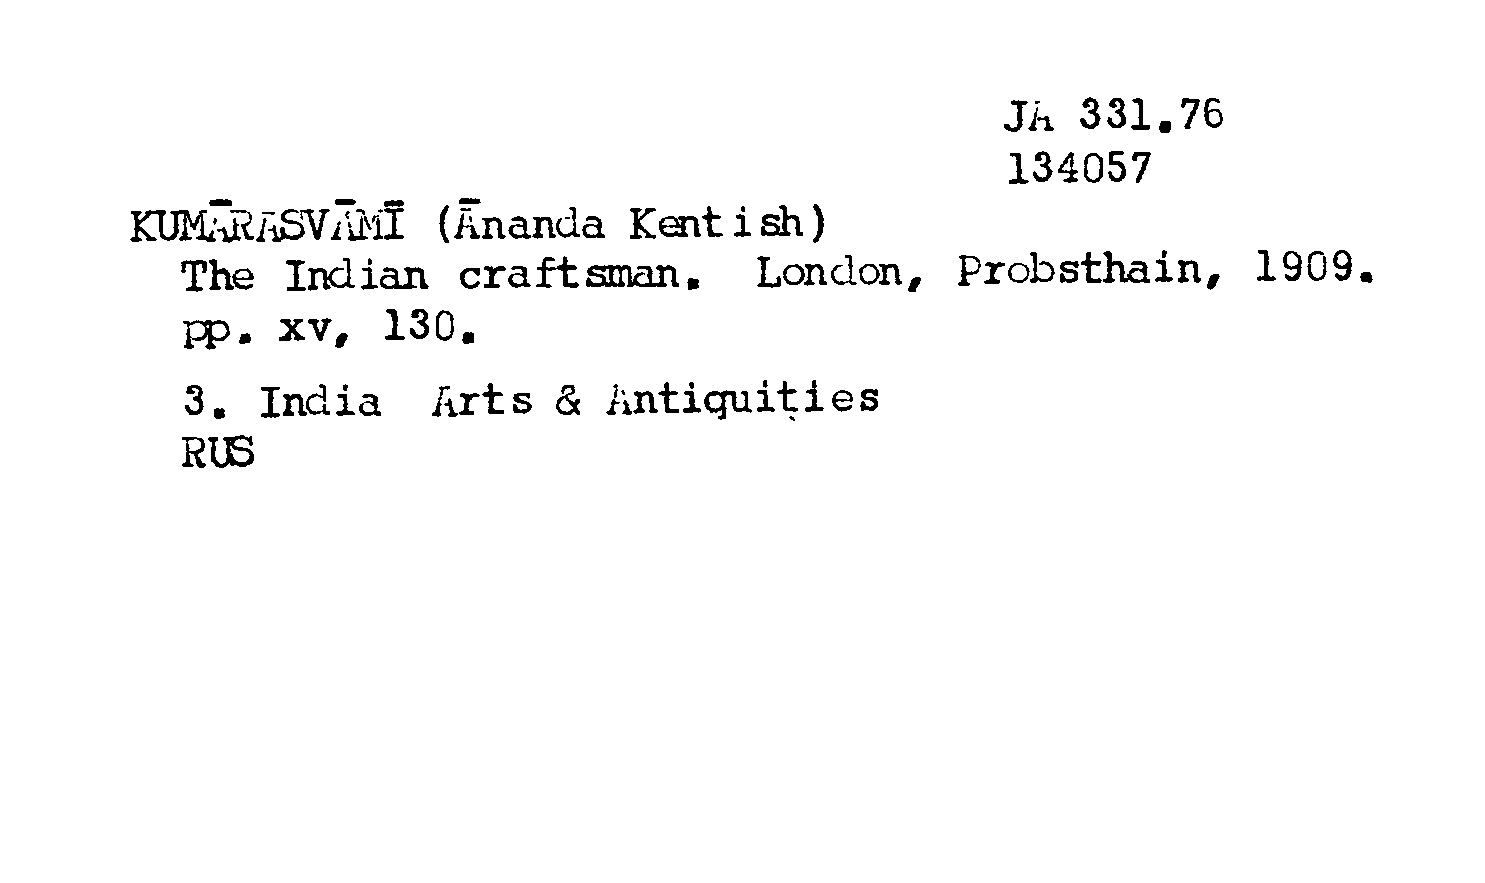 JA 331.76
134057
KUMĀRASVĀMĪ (Ānanda Kentish)
The Indian craftsman. London, Probsthain, 1909.
pp. xv, 130.
3. India Arts & Antiquities
RUS